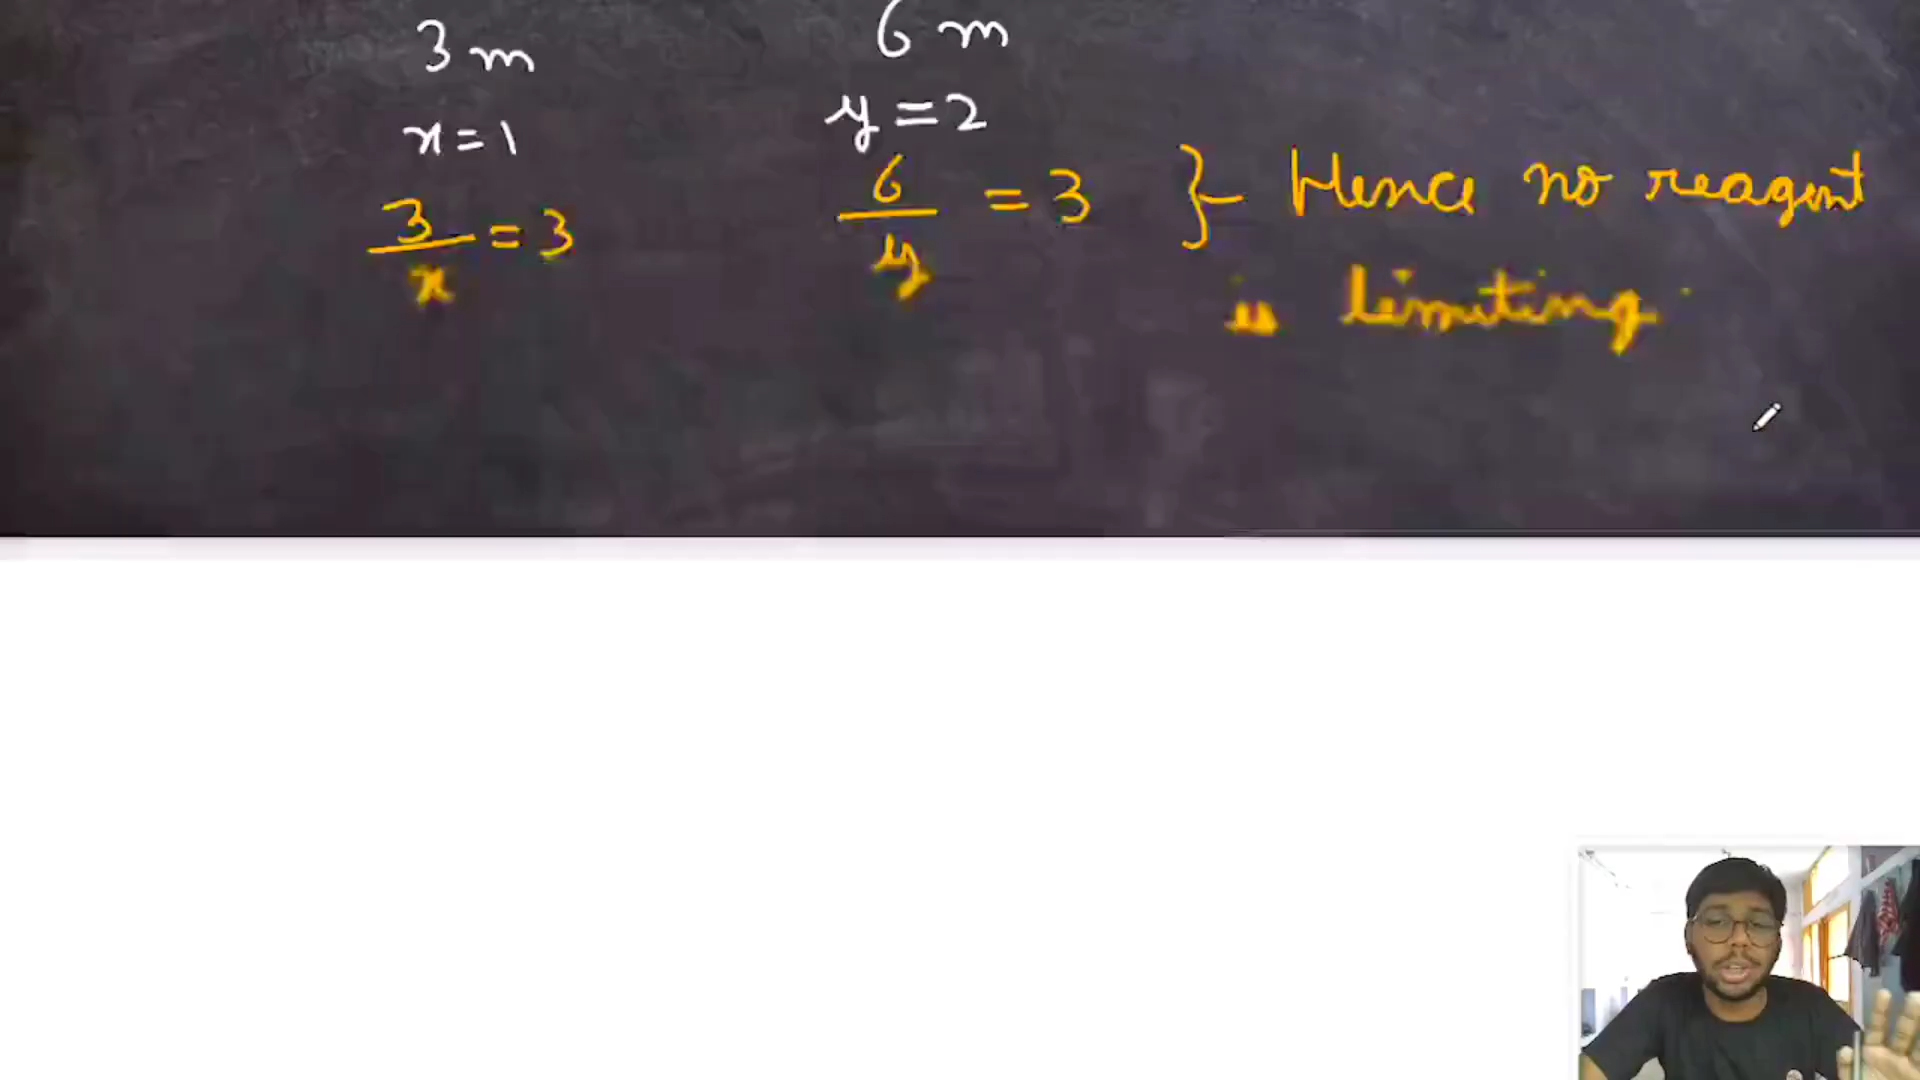 3 m 6 m
x = 1 y = 2
3/x = 3 6/y = 3 } Hence no reagent
is limiting.